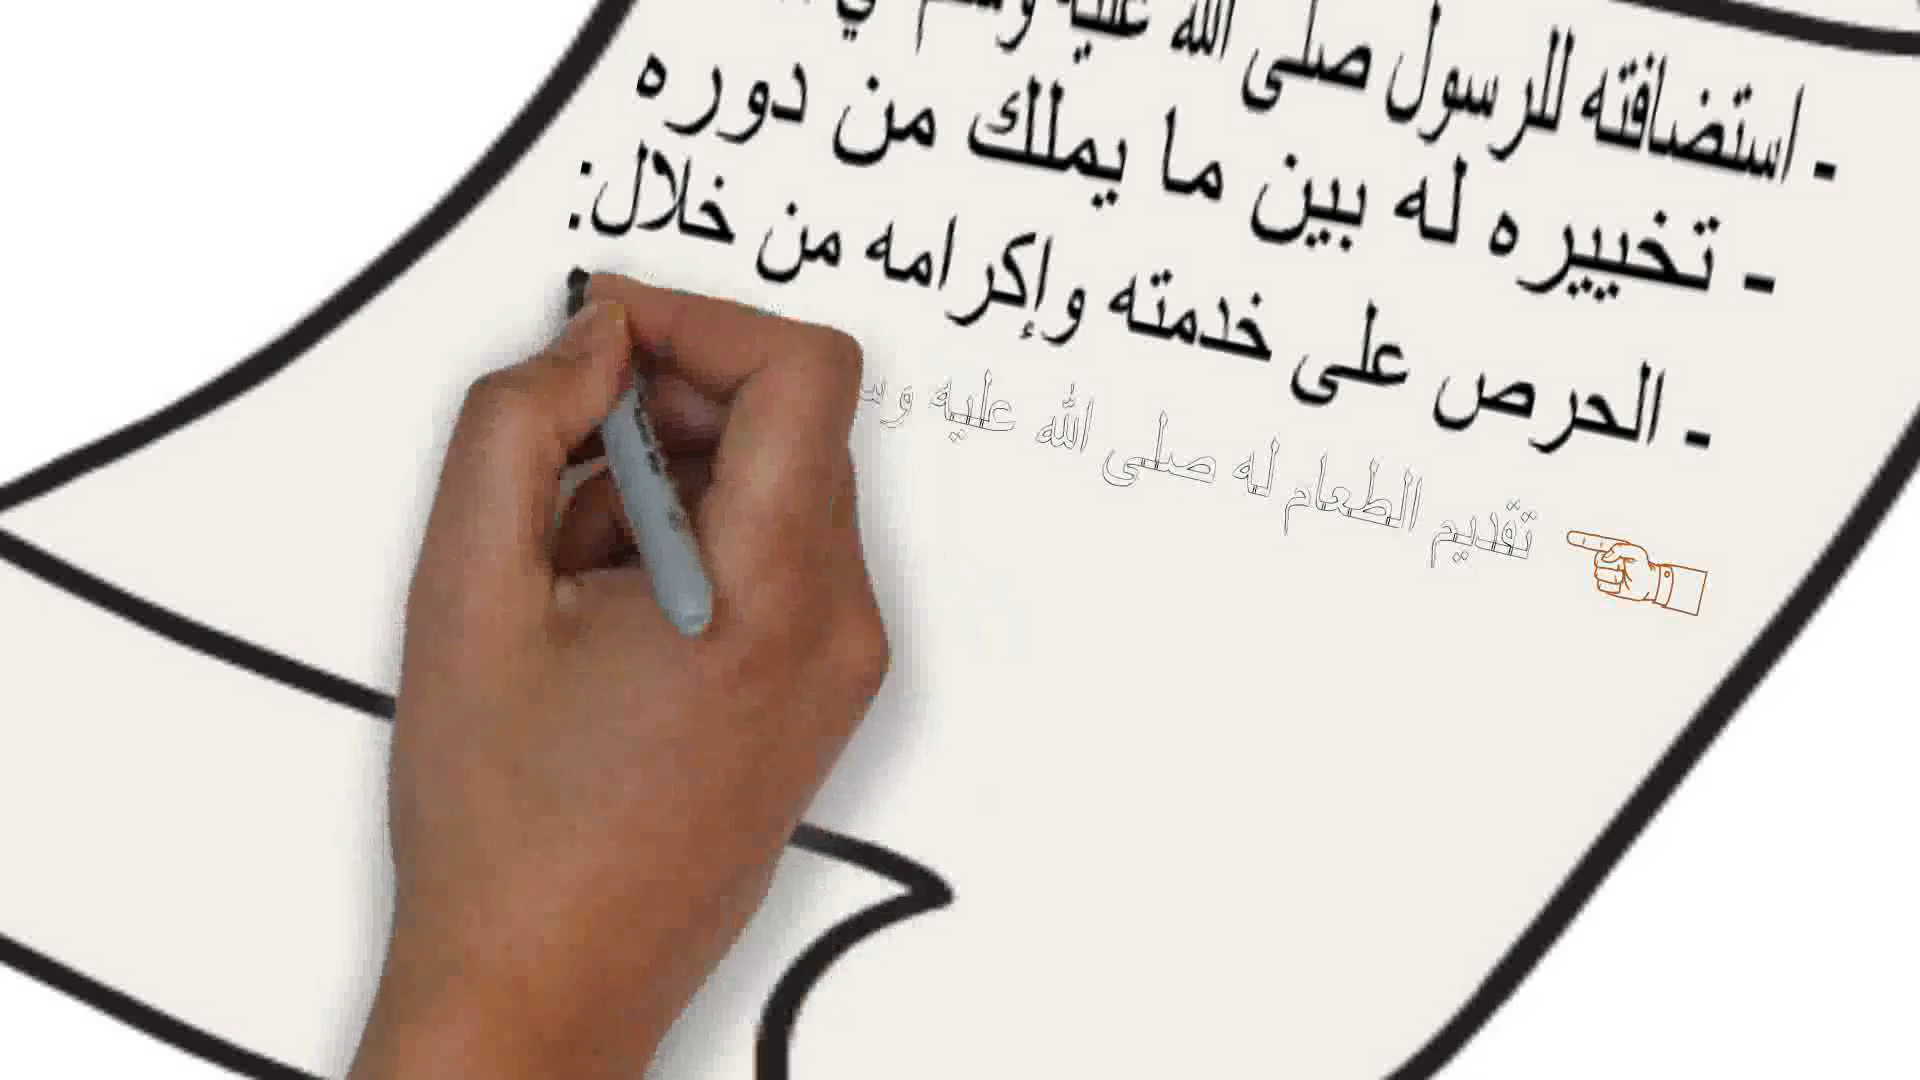 - استضافته للرسول صلى الله عليه وسلم في
- تخييره له بين ما يملك من دوره
- الحرص على خدمته وإكرامه من خلال:
تقديم الطعام له صلى الله عليه